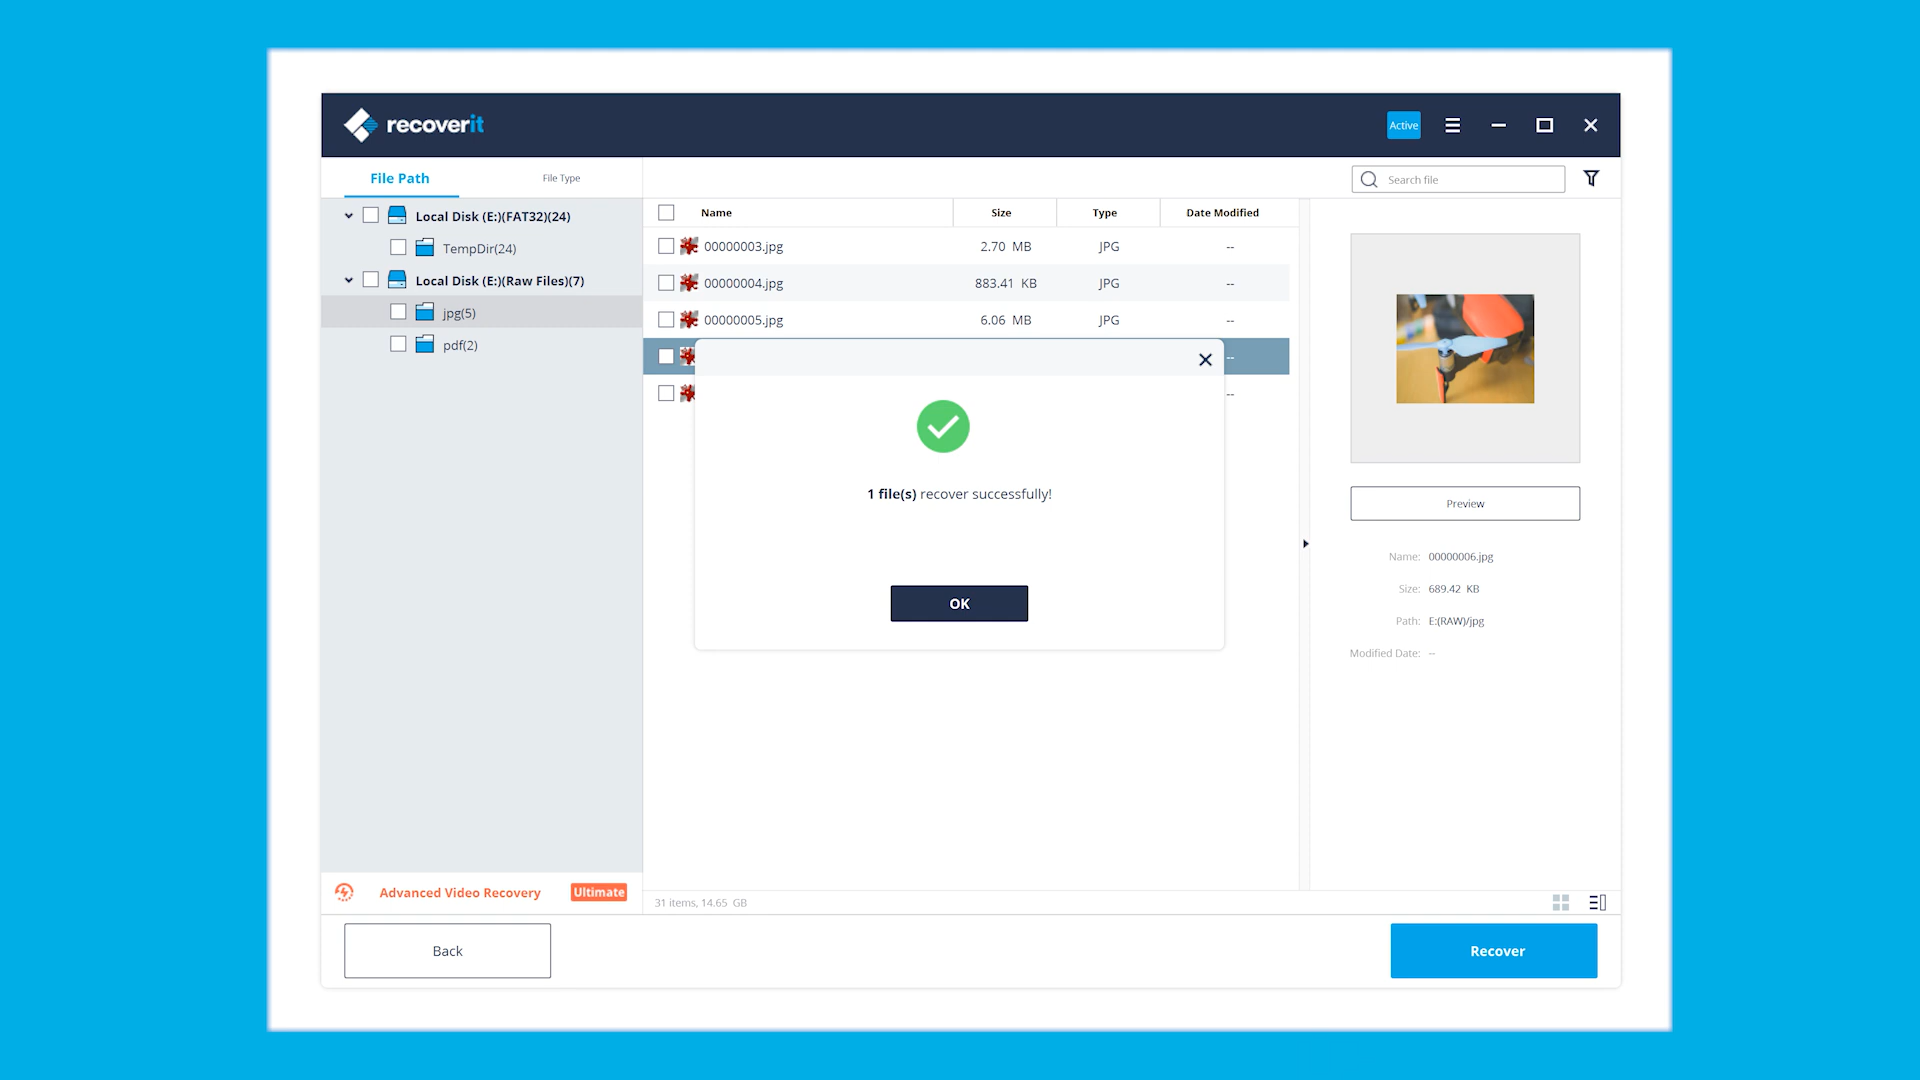 recoverit
Active
File Path
File Type
Search file
Local Disk (E:)(FAT32)(24)
TempDir(24)
Local Disk (E:)(Raw Files)(7)
jpg(5)
pdf(2)
Name Size Type Date Modified
00000003.jpg 2.70 MB JPG --
00000004.jpg 883.41 KB JPG --
00000005.jpg 6.06 MB JPG --
--
--
1 file(s) recover successfully!
OK
Preview
Name: 00000006.jpg
Size: 689.42 KB
Path: E:(RAW)/jpg
Modified Date: --
Advanced Video Recovery Ultimate
31 items, 14.65 GB
Back
Recover